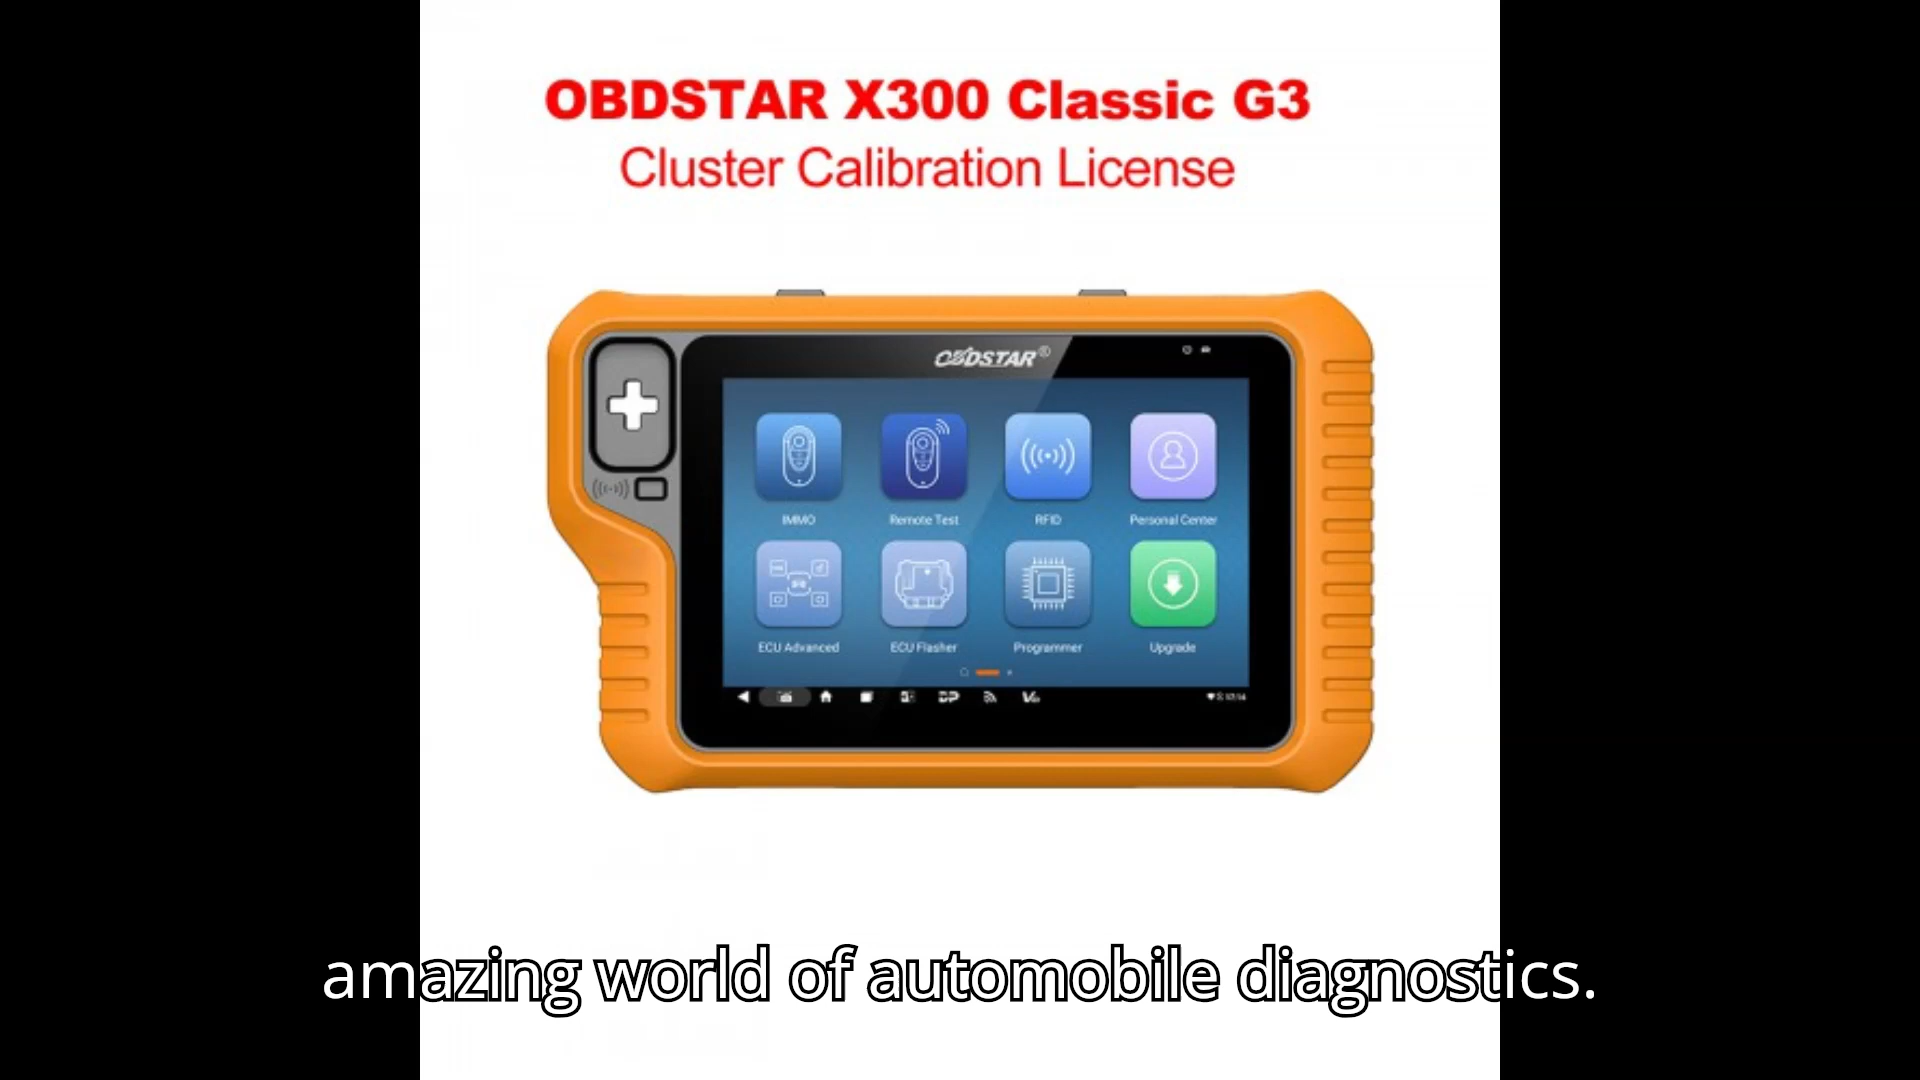 OBDSTAR X300 Classic G3
Cluster Calibration License
OBDSTAR®
IMMO
Remote Test
RFID
Personal Center
ECU Advanced
ECU Flasher
Programmer
Upgrade
amazing world of automobile diagnostics.